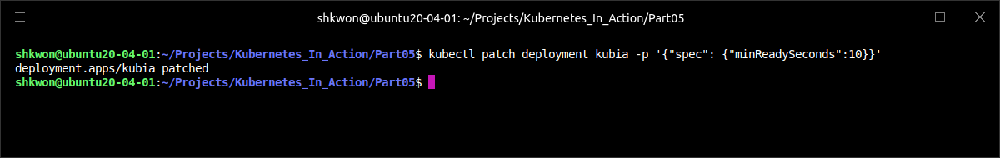 shkwon@ubuntu20-04-01: ~/Projects/Kubernetes_In_Action/Part05
shkwon@ubuntu20-04-01:~/Projects/Kubernetes_In_Action/Part05$ kubectl patch deployment kubia -p '{"spec": {"minReadySeconds":10}}'
deployment.apps/kubia patched
shkwon@ubuntu20-04-01:~/Projects/Kubernetes_In_Action/Part05$